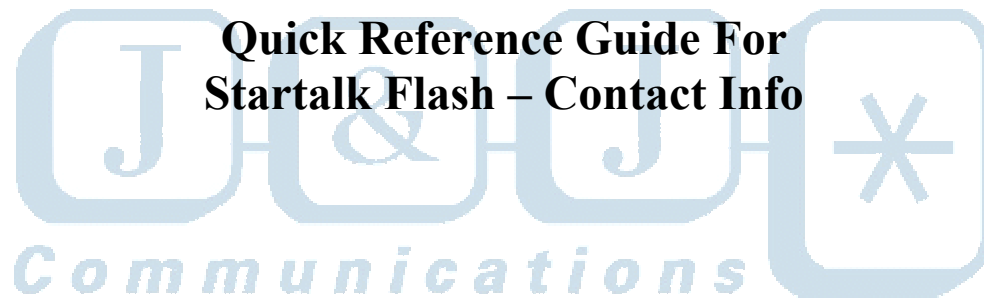 Quick Reference Guide For
Startalk Flash – Contact Info
J & J *
Communications